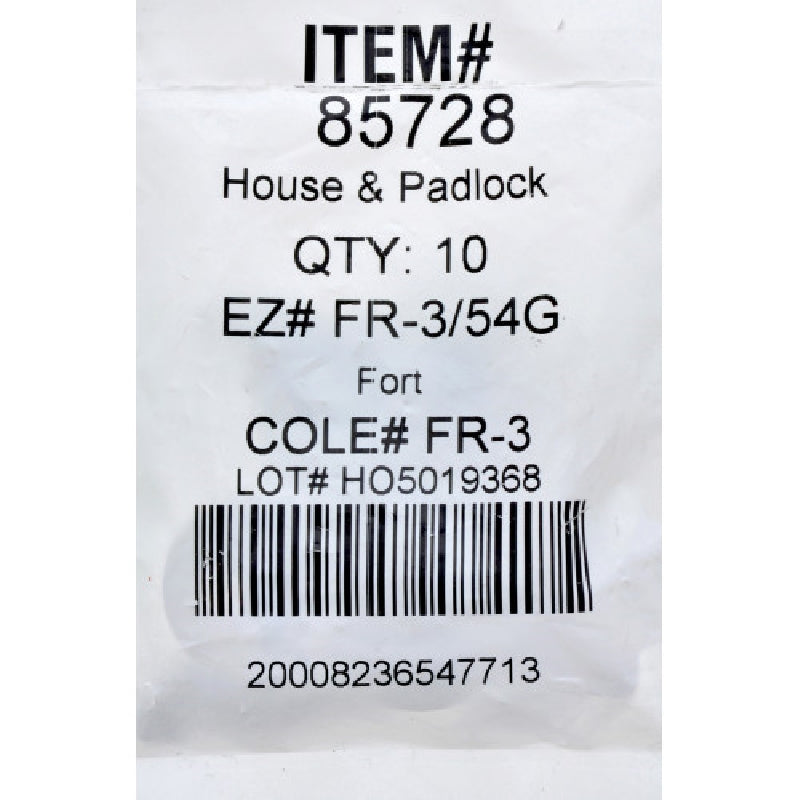 ITEM#
85728
House & Padlock
QTY: 10
EZ# FR-3/54G
Fort
COLE# FR-3
LOT# HO5019368
20008236547713